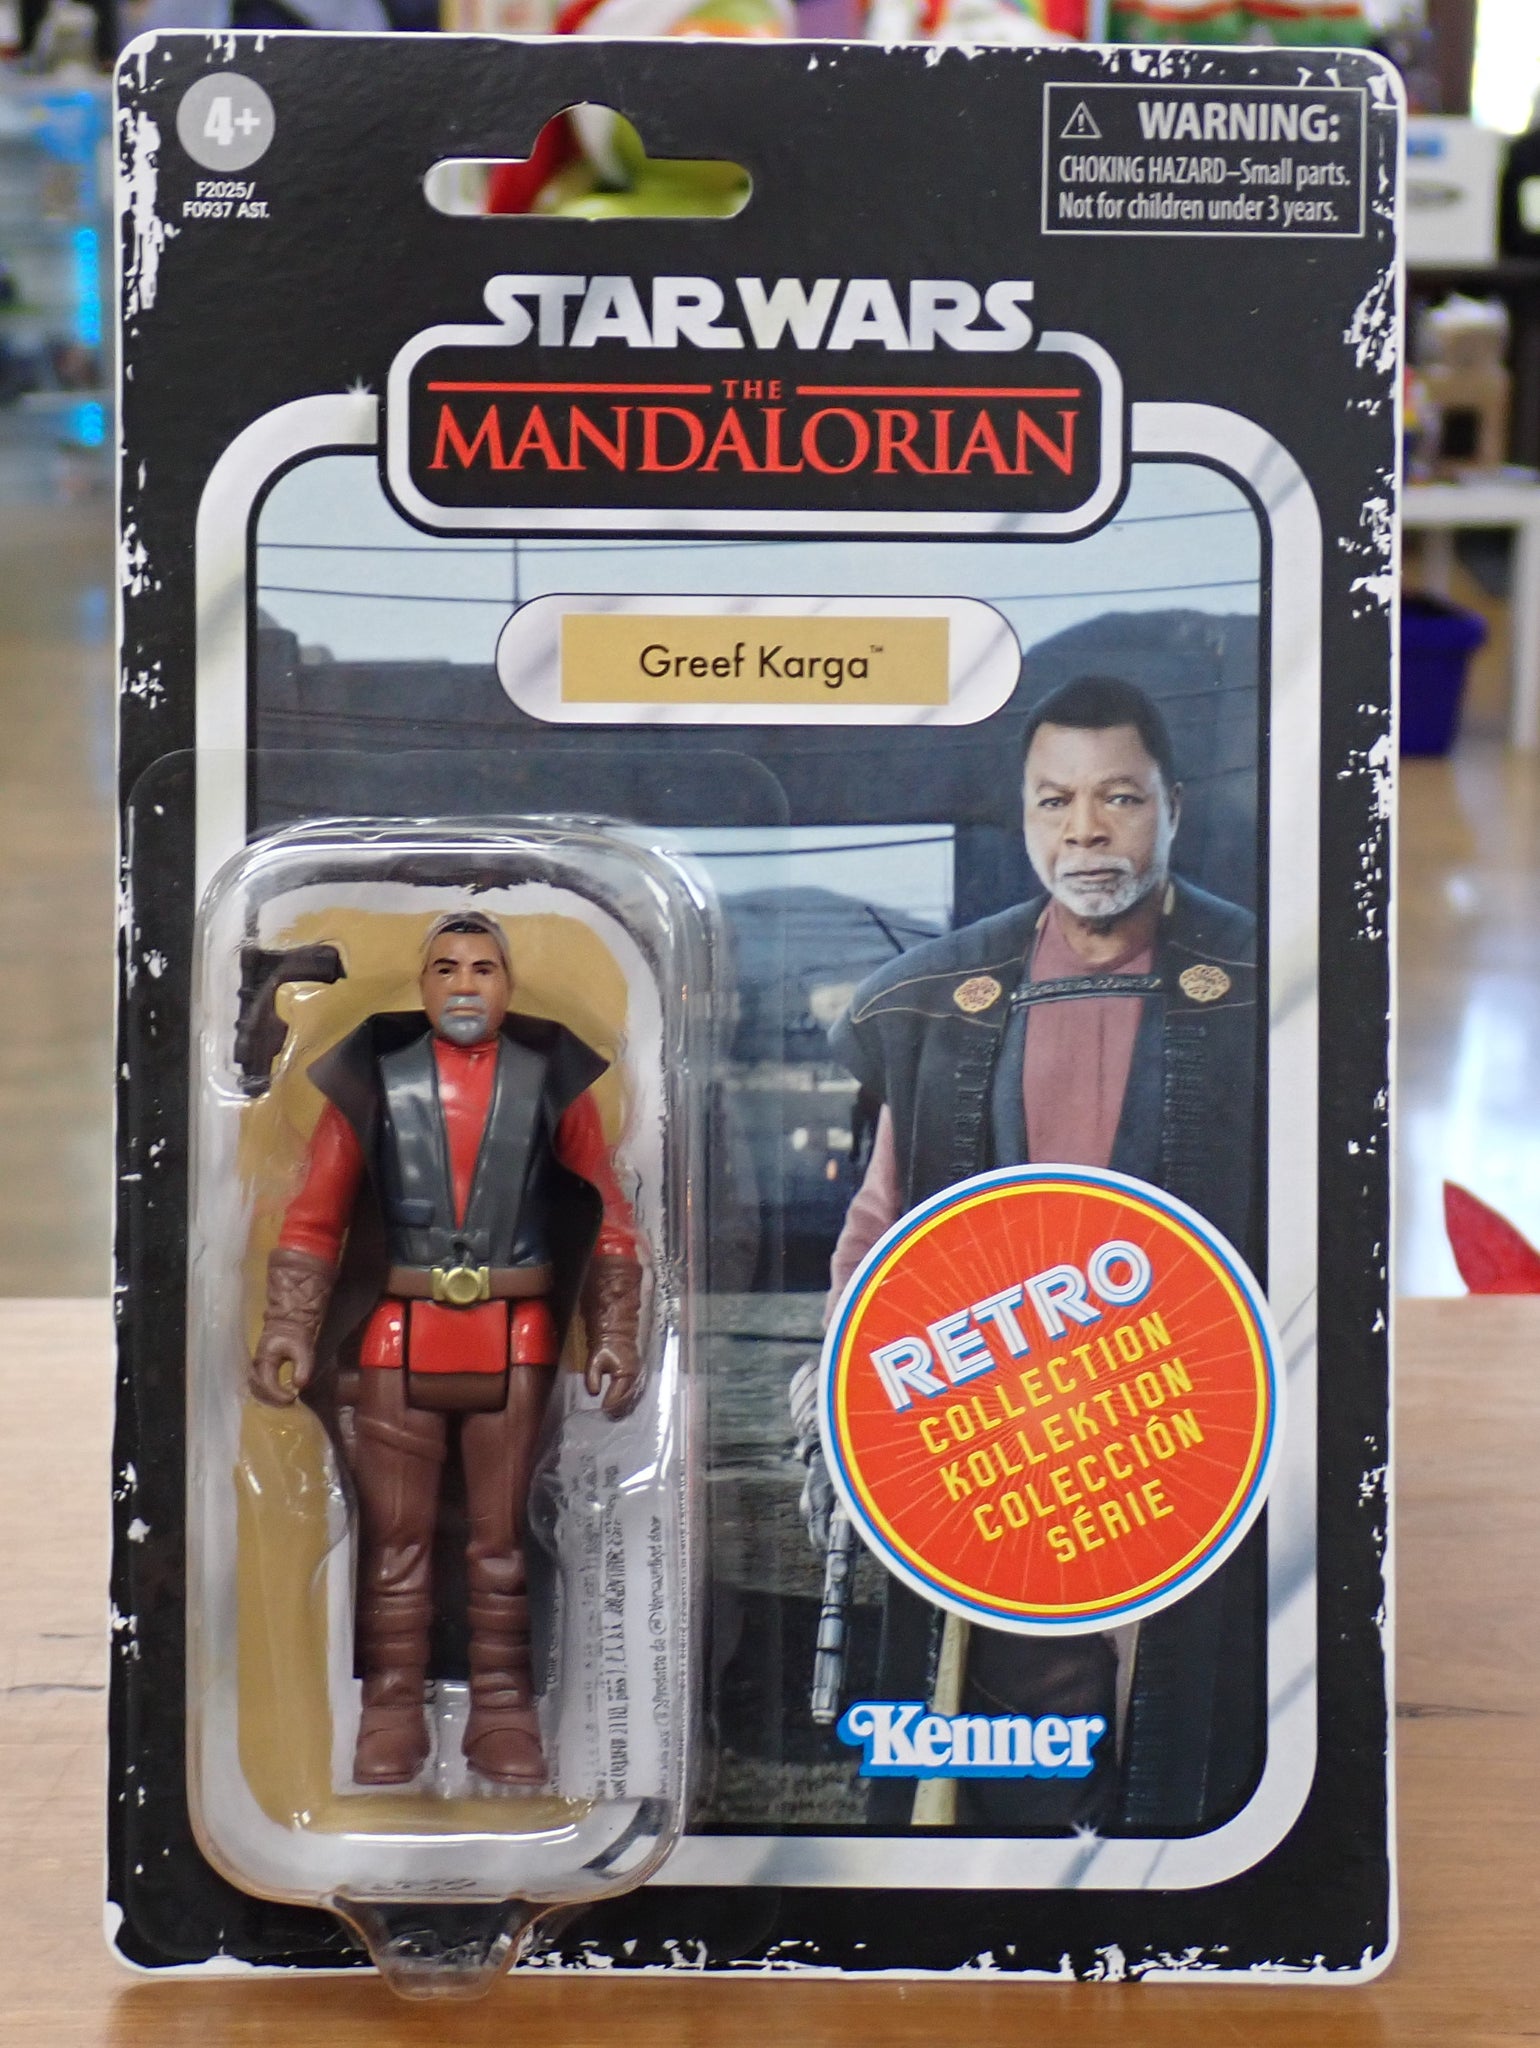 4+
F2025/
F0937 AST.
WARNING:
CHOKING HAZARD–Small parts.
Not for children under 3 years.
STAR WARS
THE
MANDALORIAN
Greef Karga™
RETRO
COLLECTION
KOLLEKTION
COLECCIÓN
SÉRIE
Kenner